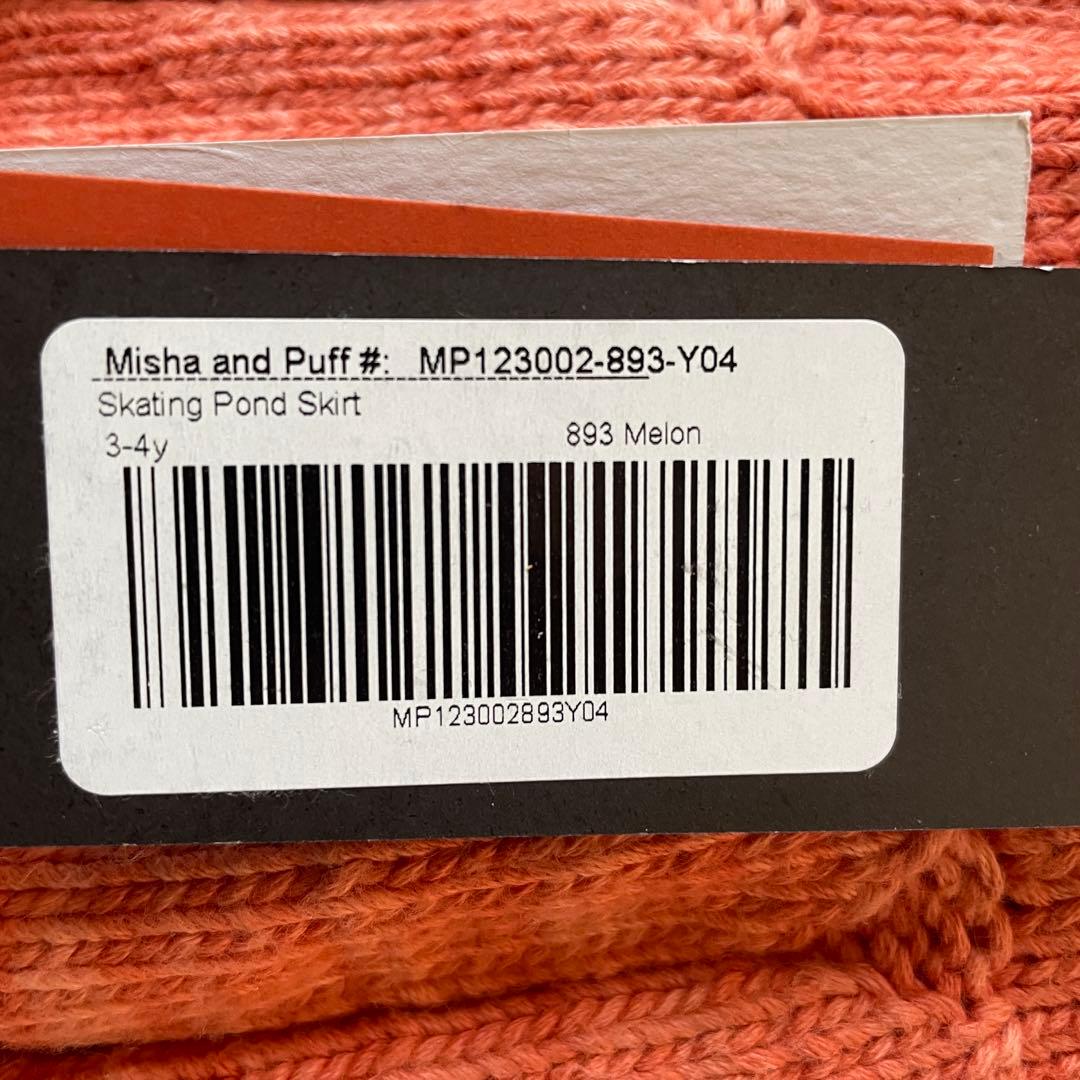 Misha and Puff #: MP123002-893-Y04
Skating Pond Skirt
3-4y 893 Melon
MP123002893Y04